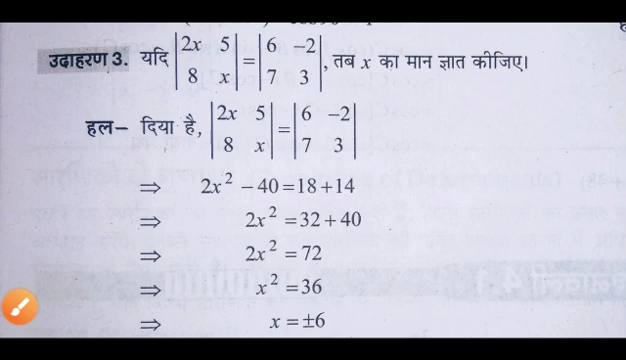 उदाहरण 3. यदि |2x 5; 8 x| = |6 −2; 7 3|, तब x का मान ज्ञात कीजिए।
हल– दिया है, |2x 5; 8 x| = |6 −2; 7 3|
⇒ 2x² − 40 = 18 + 14
⇒ 2x² = 32 + 40
⇒ 2x² = 72
⇒ x² = 36
⇒ x = ±6